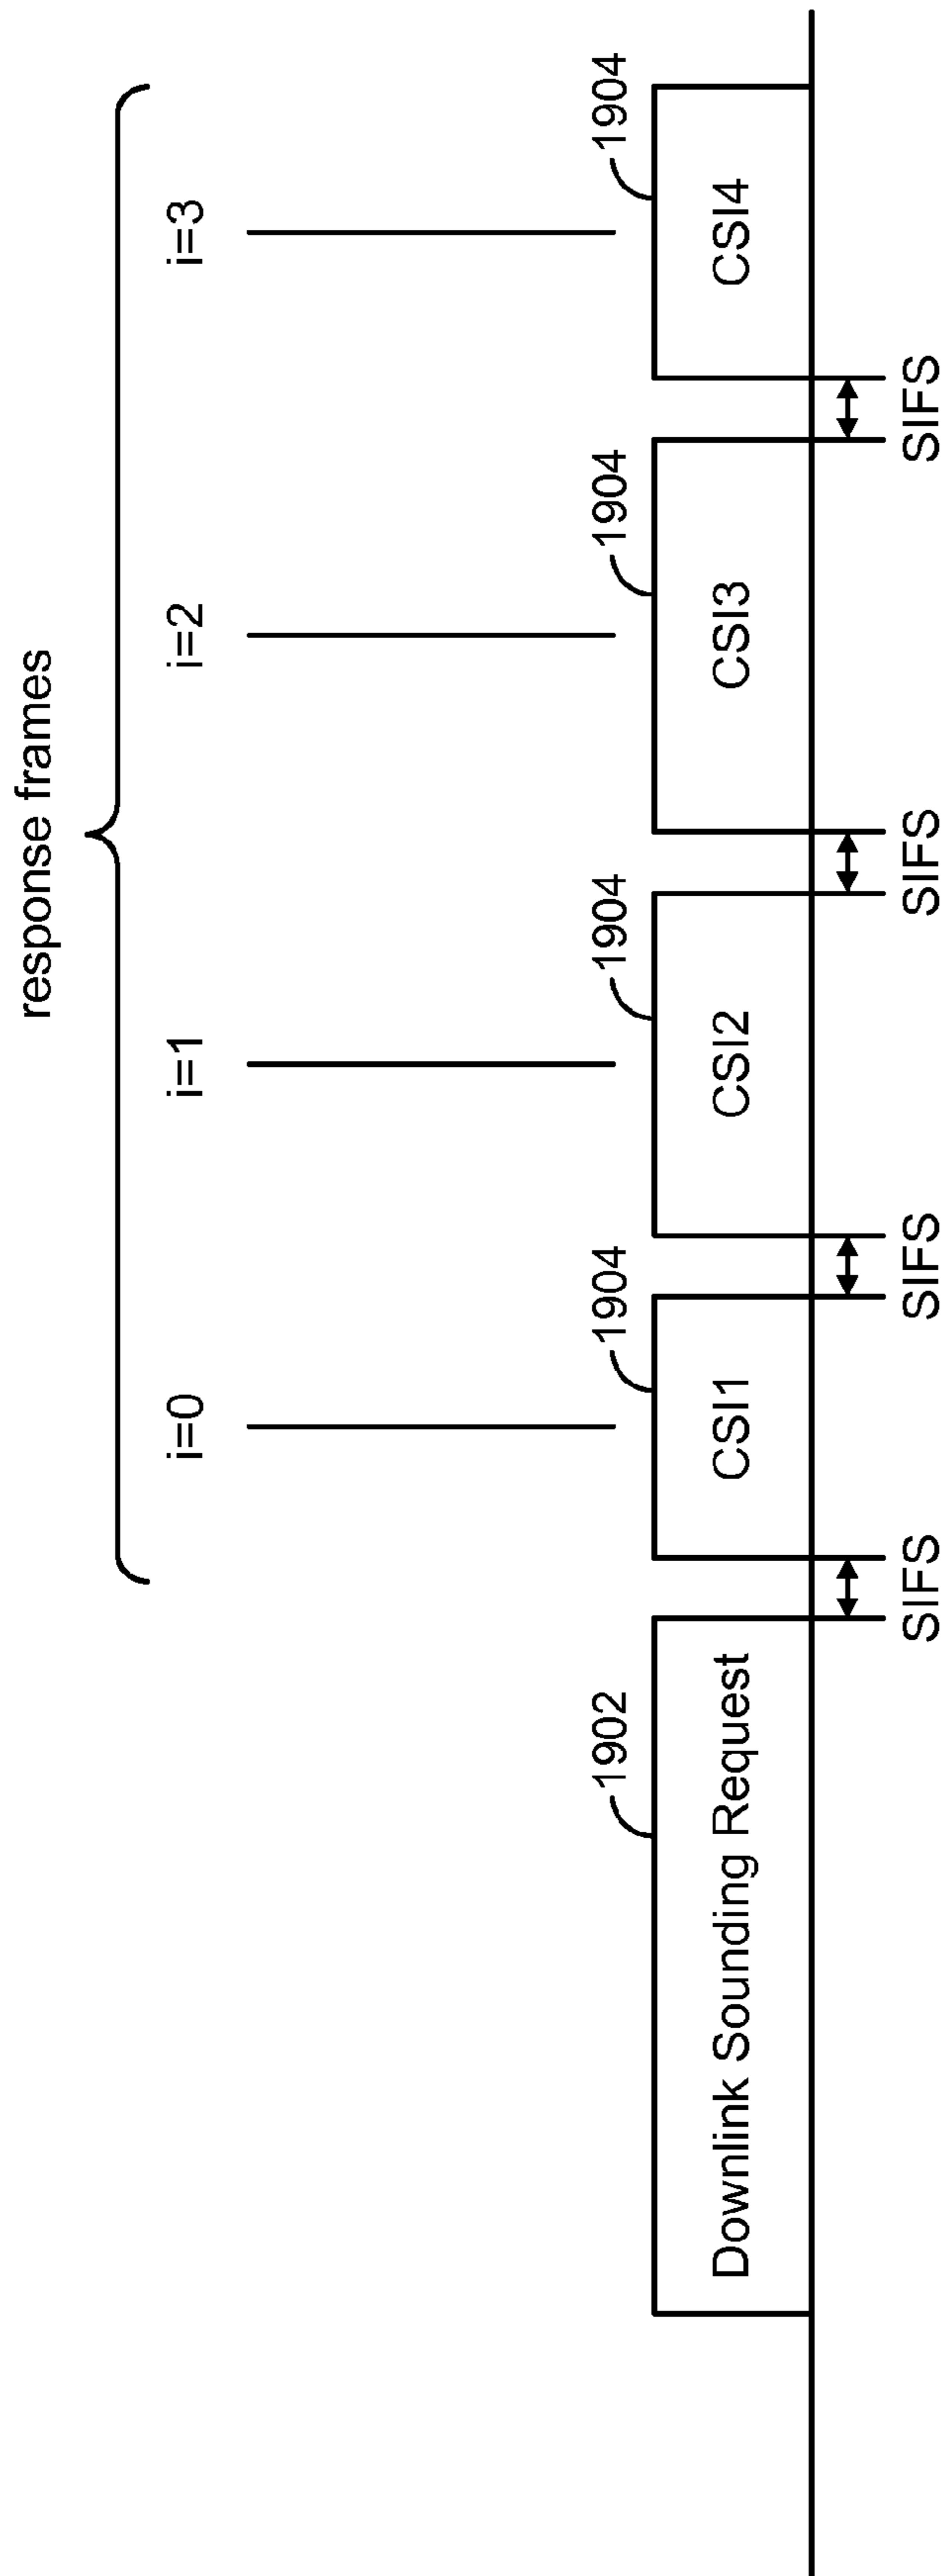 response frames
i=0
i=1
i=2
i=3
1902
1904
1904
1904
1904
Downlink Sounding Request
CSI1
CSI2
CSI3
CSI4
SIFS
SIFS
SIFS
SIFS